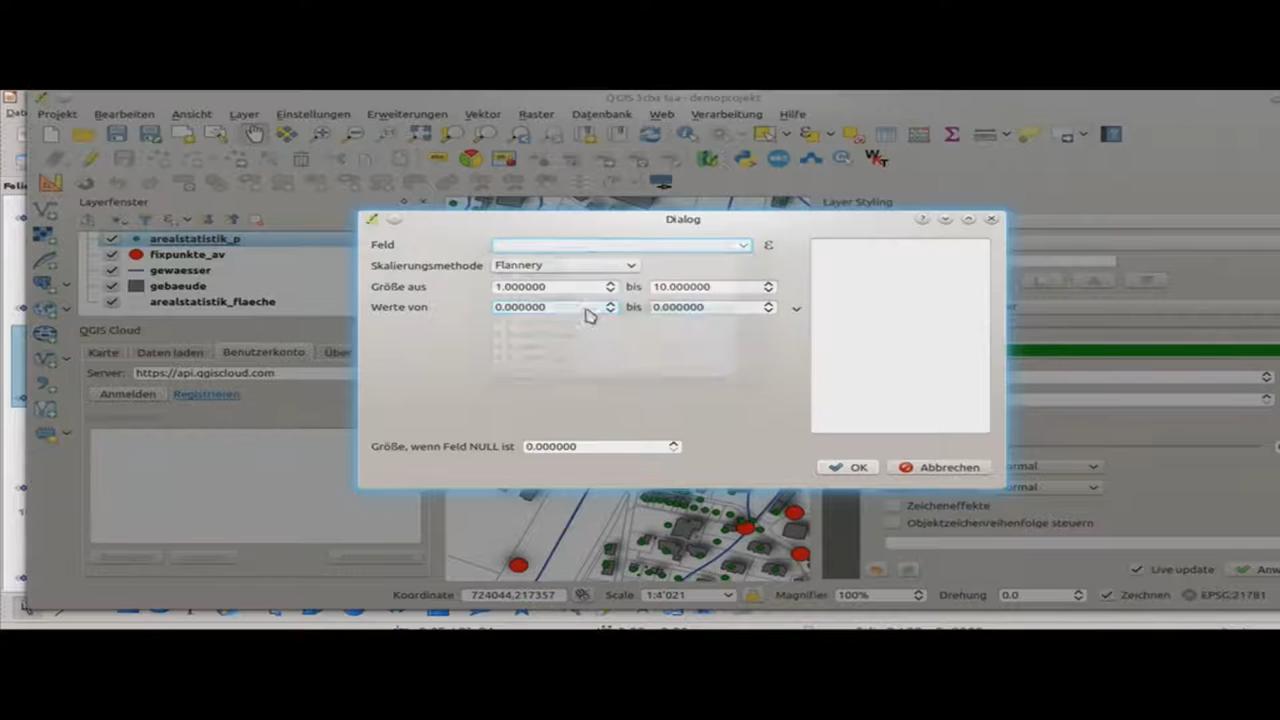 Projekt Bearbeiten Ansicht Layer Einstellungen Erweiterungen Vektor Raster Datenbank Web Verarbeitung Hilfe
Layerfenster
Layer Styling
Dialog
arealstatistik_p
fixpunkte_av
gewaesser
gebaeude
arealstatistik_flaeche
Feld
Skalierungsmethode Flannery
Größe aus 1.000000 bis 10.000000
Werte von 0.000000 bis 0.000000
Größe, wenn Feld NULL ist 0.000000
OK Abbrechen
QGIS Cloud
Karte Daten laden Benutzerkonto Über
Server: https://api.qgiscloud.com
Anmelden Registrieren
Zeicheneffekte
Objektzeichenreihenfolge steuern
Live update
Koordinate 724044,217357 Scale 1:4'021 Magnifier 100% Drehung 0.0 Zeichnen EPSG:21781